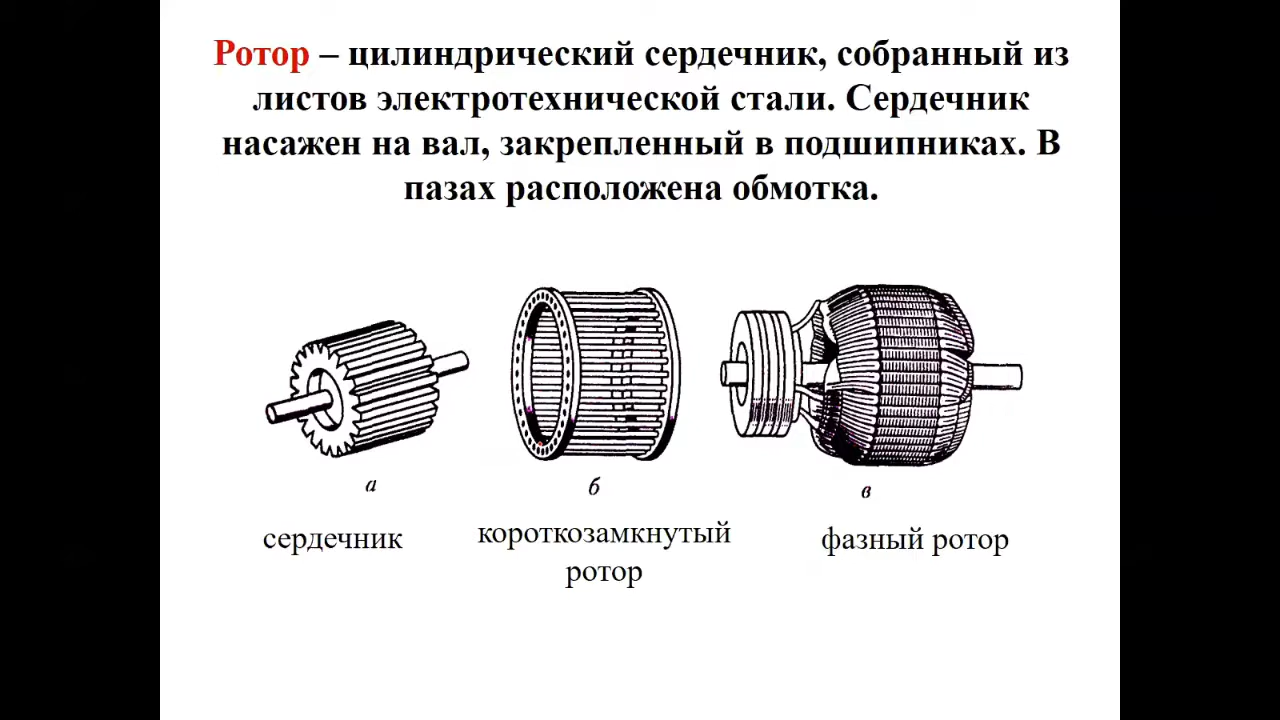 Ротор – цилиндрический сердечник, собранный из
листов электротехнической стали. Сердечник
насажен на вал, закрепленный в подшипниках. В
пазах расположена обмотка.
а
б
в
сердечник
короткозамкнутый
ротор
фазный ротор